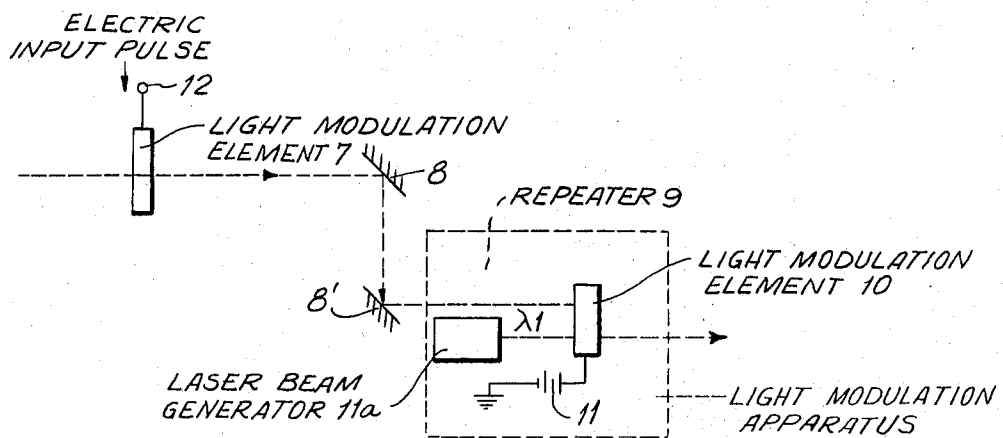 ELECTRIC
INPUT PULSE
12
LIGHT MODULATION
ELEMENT 7
8
REPEATER 9
LIGHT MODULATION
ELEMENT 10
8'
λ1
LASER BEAM
GENERATOR 11a
11
LIGHT MODULATION
APPARATUS